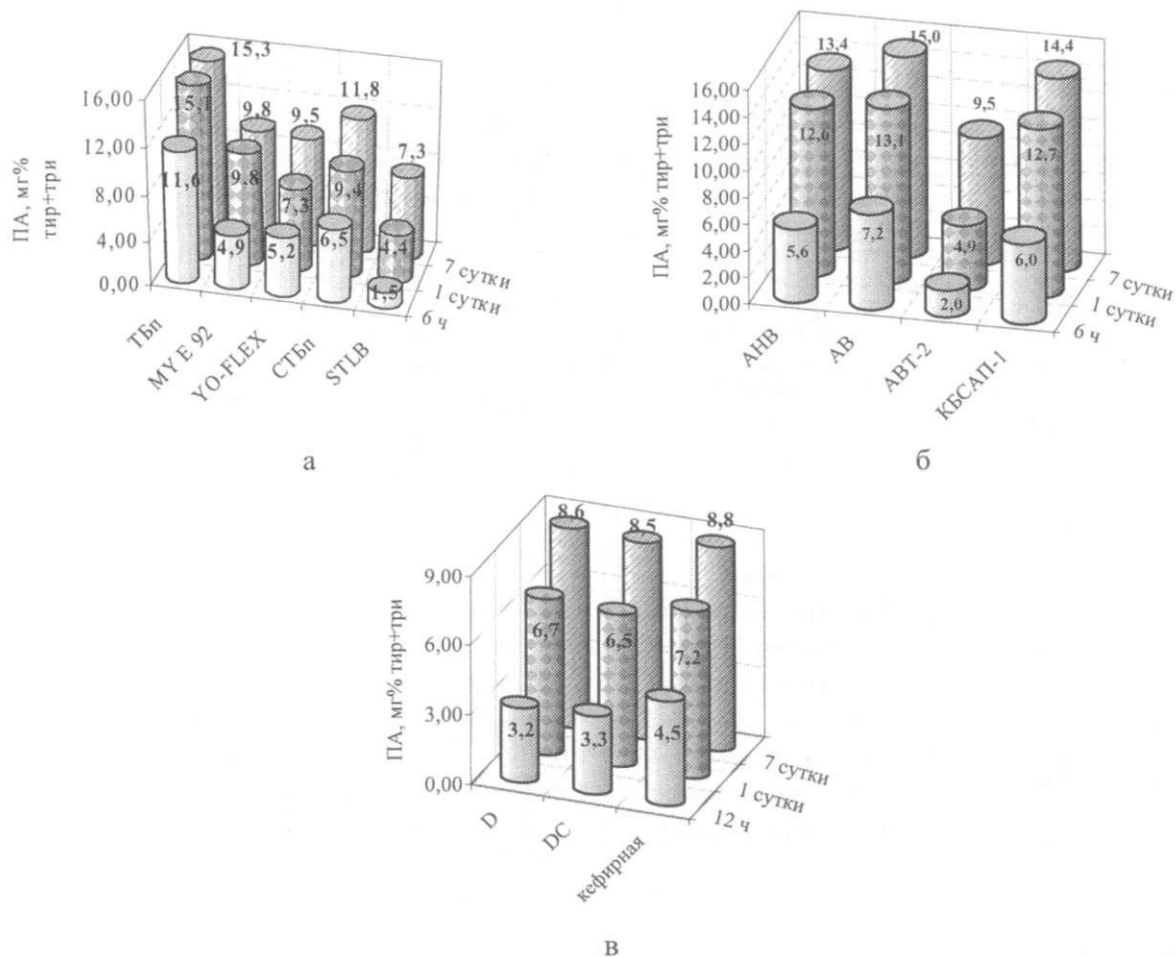 ПА, мг%
тир+три
16,00
12,00
8,00
4,00
0,00
15,3
15,1
11,6
9,8
9,8
4,9
9,5
7,3
5,2
11,8
9,4
6,5
7,3
4,4
1,5
7 сутки
1 сутки
6 ч
ТБп
MY E 92
YO-FLEX
СТБп
STLB
а
ПА, мг% тир+три
16,00
14,00
12,00
10,00
8,00
6,00
4,00
2,00
0,00
13,4
12,6
5,6
15,0
13,1
7,2
9,5
4,9
2,0
14,4
12,7
6,0
7 сутки
1 сутки
6 ч
АНВ
АВ
АВТ-2
КБСАП-1
б
ПА, мг% тир+три
9,00
6,00
3,00
0,00
8,6
6,7
3,2
8,5
6,5
3,3
8,8
7,2
4,5
7 сутки
1 сутки
12 ч
D
DC
кефирная
в